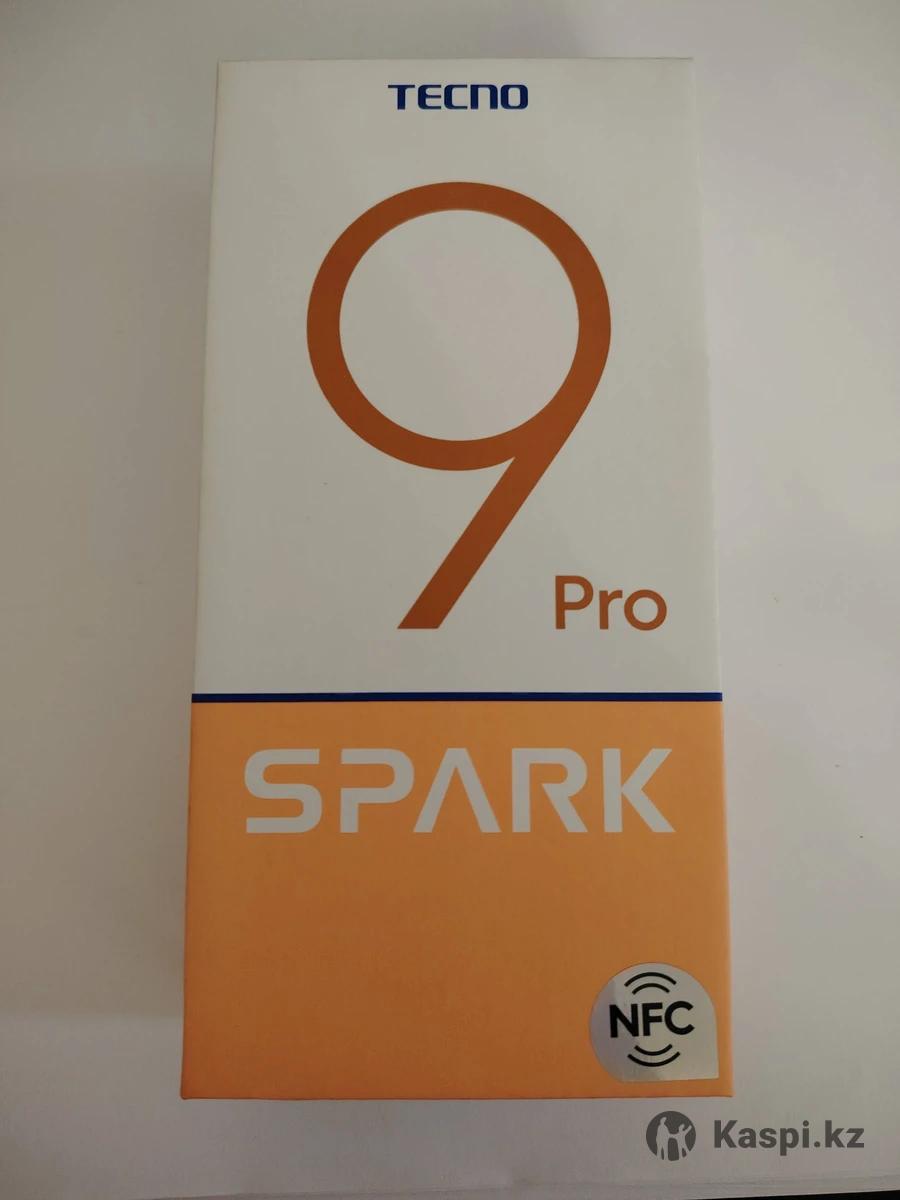 TECNO
9
Pro
SPARK
NFC
Kaspi.kz